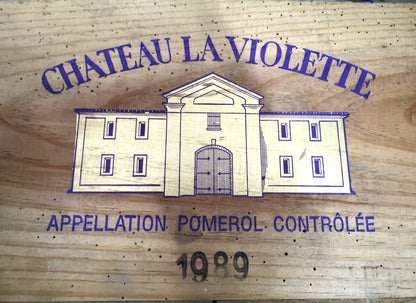 CHATEAU LA VIOLETTE
APPELLATION POMEROL CONTRÔLÉE
1989